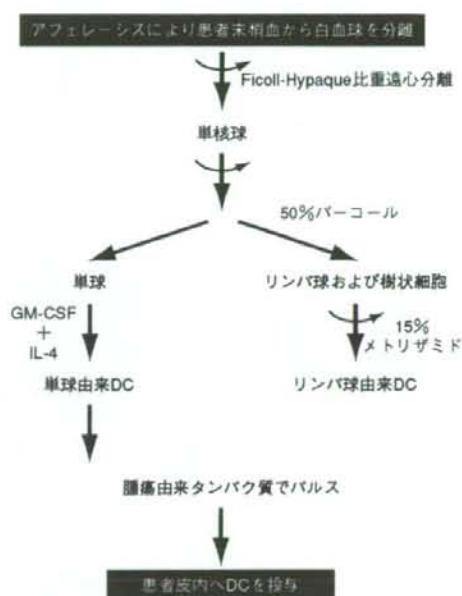 アフェレーシスにより患者末梢血から白血球を分離
Ficoll-Hypaque比重遠心分離
単核球
50%パーコール
単球
リンパ球および樹状細胞
GM-CSF
+
IL-4
15%
メトリザミド
単球由来DC
リンパ球由来DC
腫瘍由来タンパク質でパルス
患者皮内へDCを投与